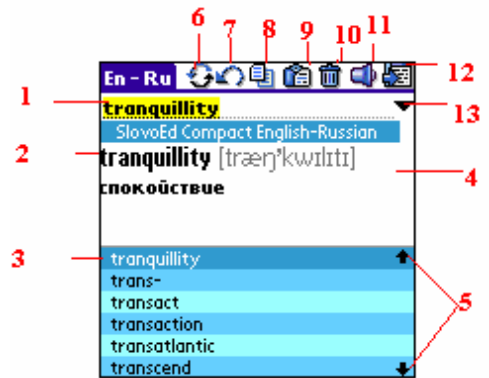 6 7 8 9 10 11
En - Ru 12
1 tranquillity 13
SlovoEd Compact English-Russian
2 tranquillity [træŋ'kwɪlɪtɪ] 4
спокойствие
3 tranquillity
trans-
transact
transaction 5
transatlantic
transcend